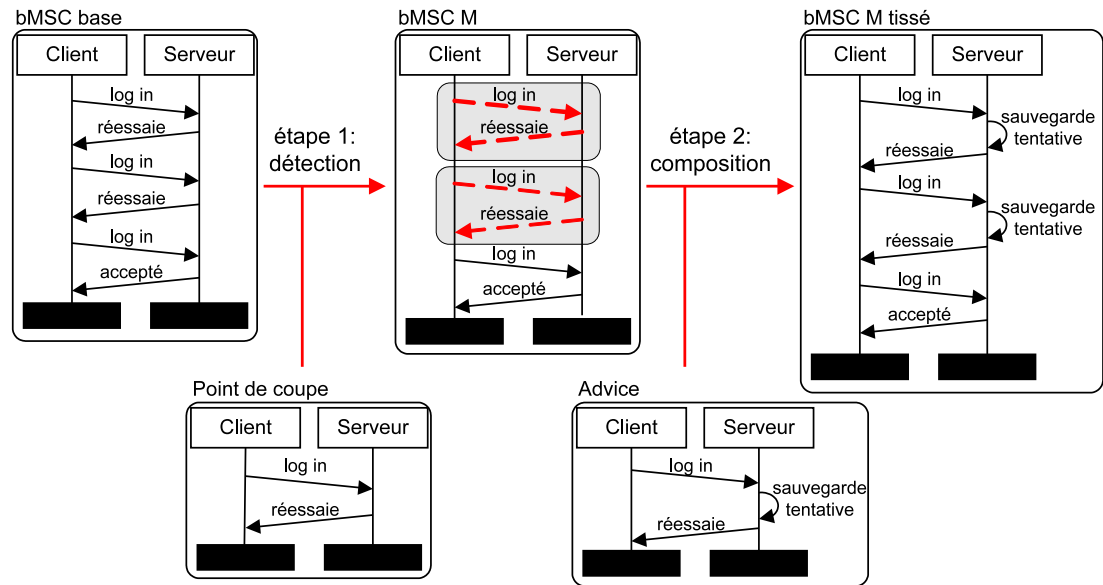 bMSC base
Client
Serveur
log in
réessaie
log in
réessaie
log in
accepté
étape 1:
détection
bMSC M
Client
Serveur
log in
réessaie
log in
réessaie
log in
accepté
étape 2:
composition
bMSC M tissé
Client
Serveur
log in
sauvegarde
tentative
réessaie
log in
sauvegarde
tentative
réessaie
log in
accepté
Point de coupe
Client
Serveur
log in
réessaie
Advice
Client
Serveur
log in
sauvegarde
tentative
réessaie